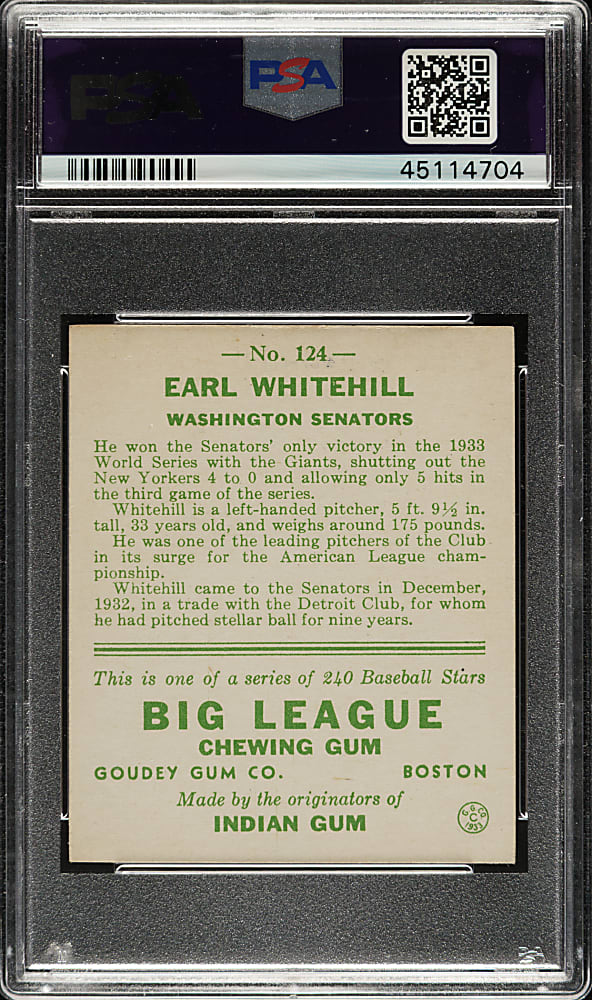 PSA
PSA
45114704
— No. 124 —
EARL WHITEHILL
WASHINGTON SENATORS
He won the Senators' only victory in the 1933
World Series with the Giants, shutting out the
New Yorkers 4 to 0 and allowing only 5 hits in
the third game of the series.
Whitehill is a left-handed pitcher, 5 ft. 9½ in.
tall, 33 years old, and weighs around 175 pounds.
He was one of the leading pitchers of the Club
in its surge for the American League cham-
pionship.
Whitehill came to the Senators in December,
1932, in a trade with the Detroit Club, for whom
he had pitched stellar ball for nine years.
This is one of a series of 240 Baseball Stars
BIG LEAGUE
CHEWING GUM
GOUDEY GUM CO. BOSTON
Made by the originators of
INDIAN GUM
G. G. CO.
C
1933